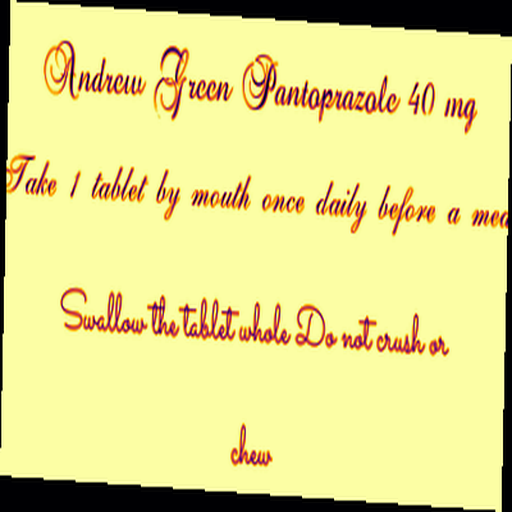 Andrew Green Pantoprazole 40 mg
Take 1 tablet by mouth once daily before a
Swallow the tablet whole Do not crush or
chew